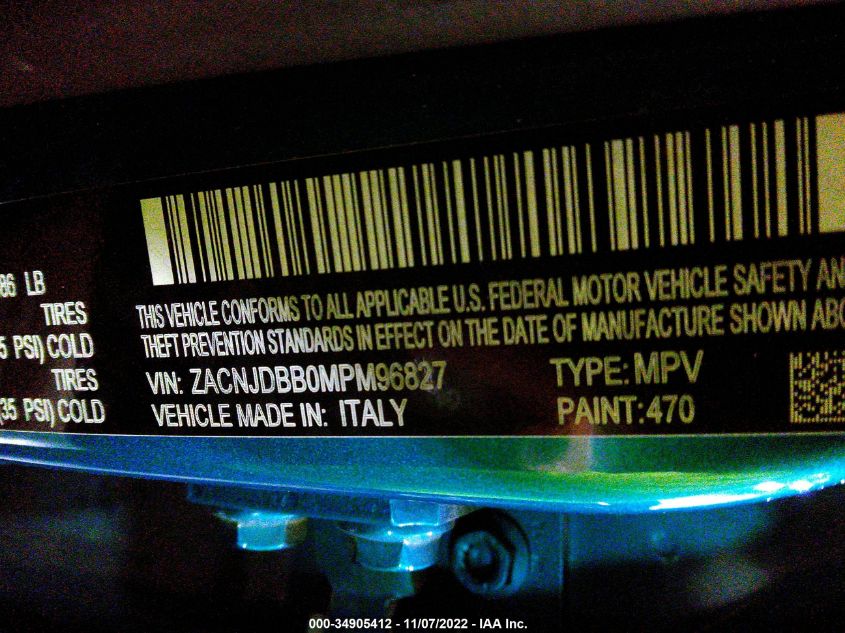 86 LB
TIRES
5 PSI) COLD
TIRES
(35 PSI) COLD
THIS VEHICLE CONFORMS TO ALL APPLICABLE U.S. FEDERAL MOTOR VEHICLE SAFETY AN
THEFT PREVENTION STANDARDS IN EFFECT ON THE DATE OF MANUFACTURE SHOWN ABO
VIN: ZACNJDBB0MPM96827 TYPE: MPV
VEHICLE MADE IN: ITALY PAINT: 470
000-34905412 - 11/07/2022 - IAA Inc.